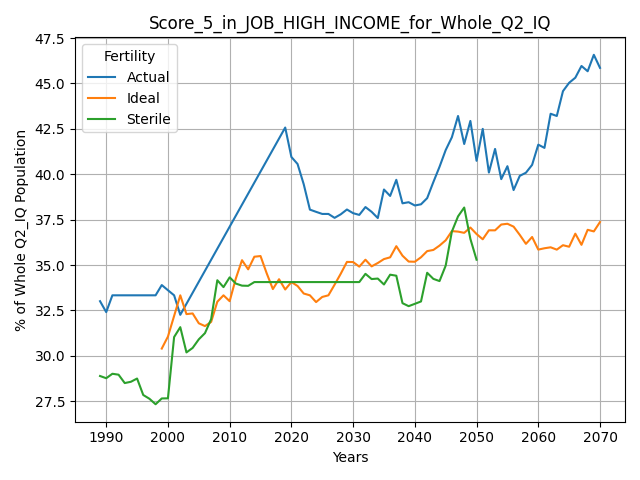 Score_5_in_JOB_HIGH_INCOME_for_Whole_Q2_IQ
47.5
45.0
42.5
40.0
37.5
35.0
32.5
30.0
27.5
% of Whole Q2_IQ Population
Fertility
Actual
Ideal
Sterile
1990 2000 2010 2020 2030 2040 2050 2060 2070
Years